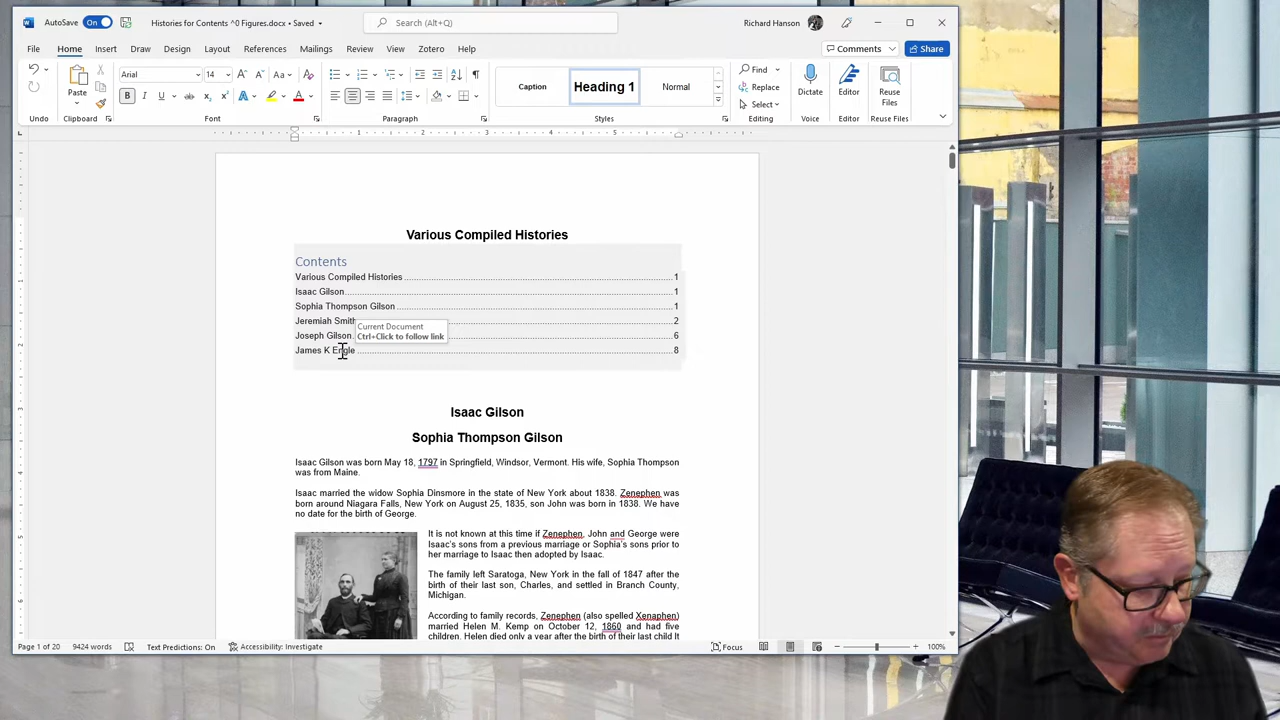 AutoSave On Histories for Contents ^0 Figures.docx • Saved Search (Alt+Q) Richard Hanson
File Home Insert Draw Design Layout References Mailings Review View Zotero Help Comments Share
Paste Arial 14 Caption Heading 1 Normal Find Replace Select Dictate Editor Reuse Files
Undo Clipboard Font Paragraph Styles Editing Voice Editor Reuse Files
Various Compiled Histories
Contents
Various Compiled Histories 1
Isaac Gilson 1
Sophia Thompson Gilson 1
Jeremiah Smith 2
Current Document
Ctrl+Click to follow link
Joseph Gilson 6
James K Engle 8
Isaac Gilson
Sophia Thompson Gilson
Isaac Gilson was born May 18, 1797 in Springfield, Windsor, Vermont. His wife, Sophia Thompson
was from Maine.
Isaac married the widow Sophia Dinsmore in the state of New York about 1838. Zenephen was
born around Niagara Falls, New York on August 25, 1835, son John was born in 1838. We have
no date for the birth of George.
It is not known at this time if Zenephen, John and George were
Isaac's sons from a previous marriage or Sophia's sons prior to
her marriage to Isaac then adopted by Isaac.
The family left Saratoga, New York in the fall of 1847 after the
birth of their last son, Charles, and settled in Branch County,
Michigan.
According to family records, Zenephen (also spelled Xenaphen)
married Helen M. Kemp on October 12, 1860 and had five
children. Helen died only a year after the birth of their last child It
Page 1 of 20 9424 words Text Predictions: On Accessibility: Investigate Focus 100%